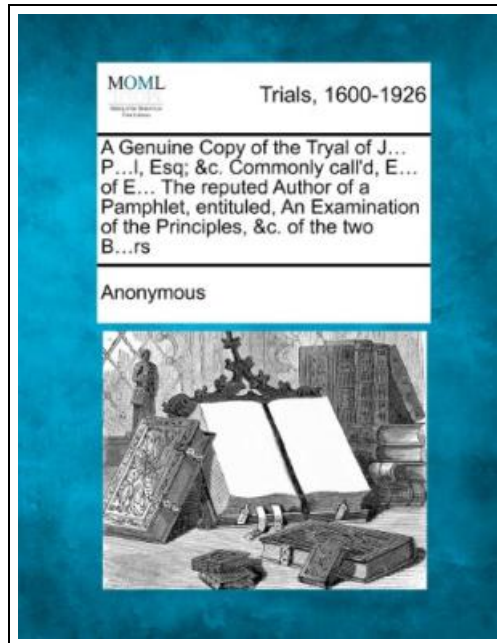 MOML
Trials, 1600-1926
A Genuine Copy of the Tryal of J...
P...l, Esq; &c. Commonly call'd, E...
of E... The reputed Author of a
Pamphlet, entituled, An Examination
of the Principles, &c. of the two
B...rs
Anonymous